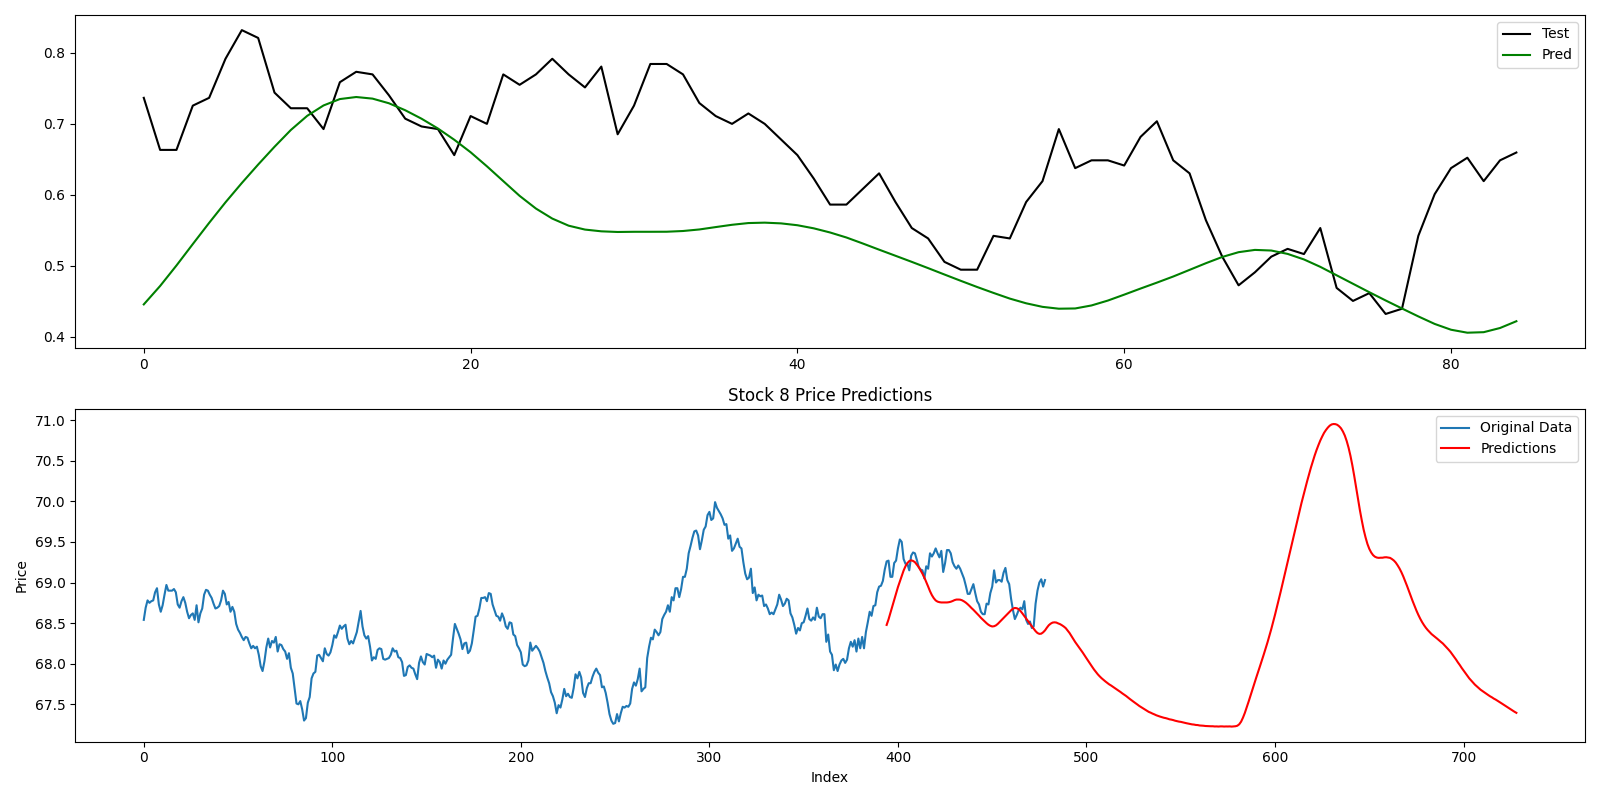 0.8
0.7
0.6
0.5
0.4
Test
Pred
0 20 40 60 80
Stock 8 Price Predictions
71.0
70.5
70.0
69.5
69.0
68.5
68.0
67.5
Price
Original Data
Predictions
0 100 200 300 400 500 600 700
Index